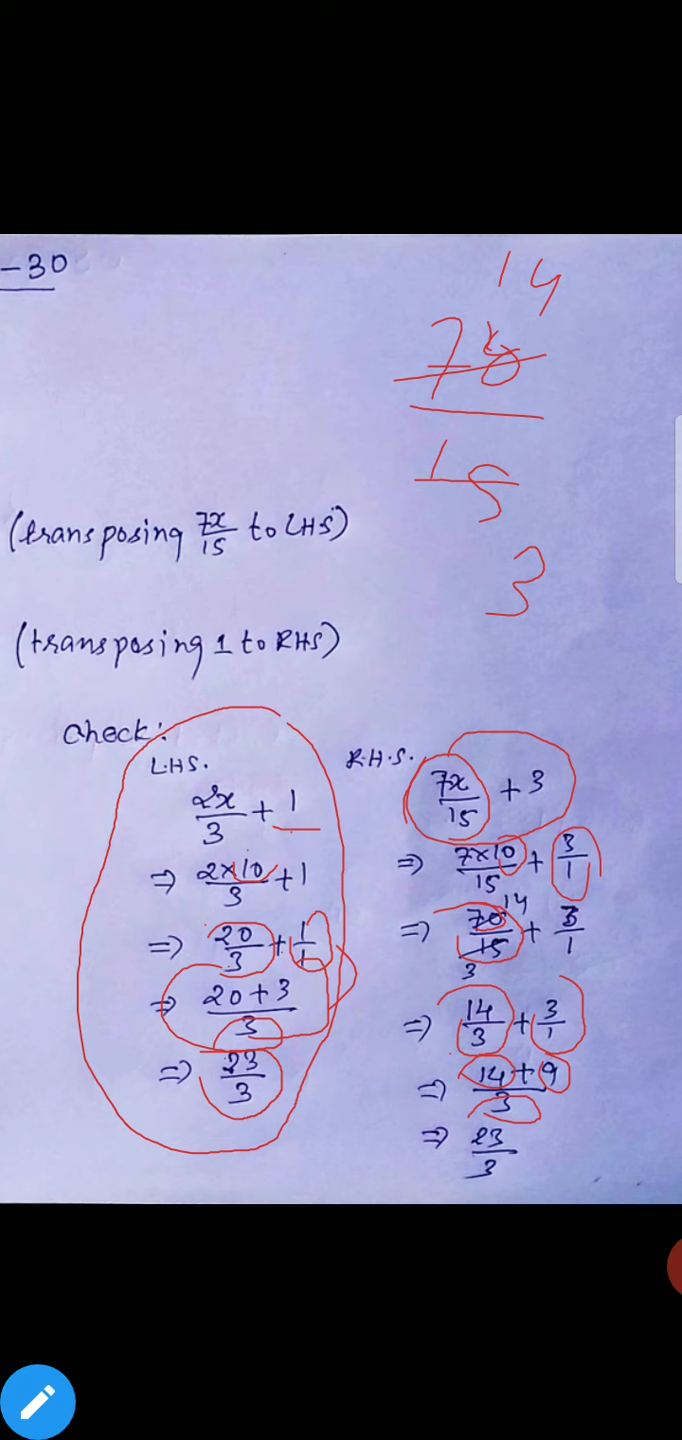 -30
14
70
15
3
(transposing 7x/15 to LHS)
(transposing 1 to RHS)
Check:
L.H.S.
2x/3 + 1
⇒ 2×10/3 + 1
⇒ 20/3 + 1/1
⇒ 20+3/3
⇒ 23/3
R.H.S.
7x/15 + 3
⇒ 7×10/15 + 3/1
⇒ 70/15 14 3 + 3/1
⇒ 14/3 + 3/1
⇒ 14+9/3
⇒ 23/3